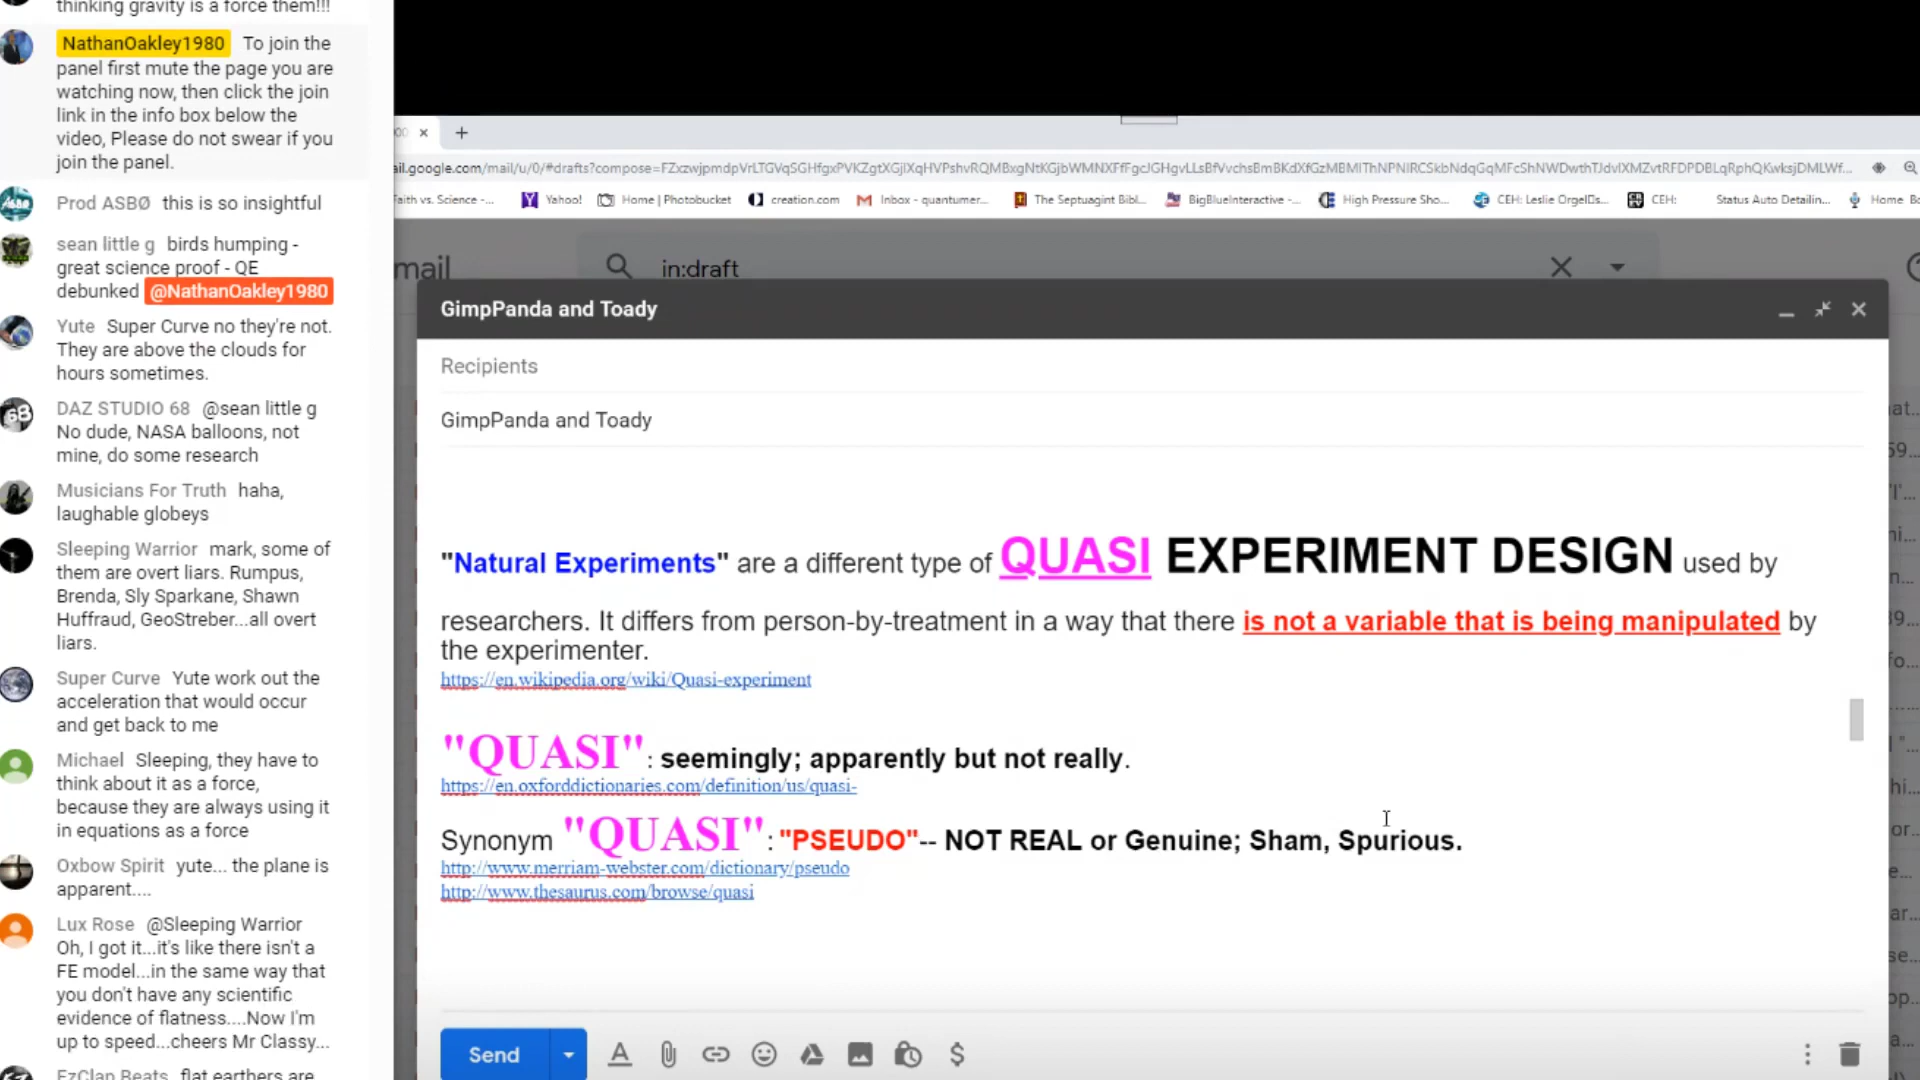 thinking gravity is a force them!!!
NathanOakley1980 To join the
panel first mute the page you are
watching now, then click the join
link in the info box below the
video, Please do not swear if you
join the panel.
Prod ASBØ this is so insightful
sean little g birds humping -
great science proof - QE
debunked @NathanOakley1980
Yute Super Curve no they're not.
They are above the clouds for
hours sometimes.
DAZ STUDIO 68 @sean little g
No dude, NASA balloons, not
mine, do some research
Musicians For Truth haha,
laughable globeys
Sleeping Warrior mark, some of
them are overt liars. Rumpus,
Brenda, Sly Sparkane, Shawn
Huffraud, GeoStreber...all overt
liars.
Super Curve Yute work out the
acceleration that would occur
and get back to me
Michael Sleeping, they have to
think about it as a force,
because they are always using it
in equations as a force
Oxbow Spirit yute... the plane is
apparent....
Lux Rose @Sleeping Warrior
Oh, I got it...it's like there isn't a
FE model...in the same way that
you don't have any scientific
evidence of flatness....Now I'm
up to speed...cheers Mr Classy...
EzClap Beats flat earthers are
Faith vs. Science -... Yahoo! Home | Photobucket creation.com Inbox - quantumer... The Septuagint Bibl... BigBlueInteractive -... High Pressure Sho... CEH: Leslie Orgel□s... CEH: Status Auto Detailin... Home
mail in:draft
GimpPanda and Toady
Recipients
GimpPanda and Toady
"Natural Experiments" are a different type of QUASI EXPERIMENT DESIGN used by
researchers. It differs from person-by-treatment in a way that there is not a variable that is being manipulated by
the experimenter.
https://en.wikipedia.org/wiki/Quasi-experiment
"QUASI": seemingly; apparently but not really.
https://en.oxforddictionaries.com/definition/us/quasi-
Synonym "QUASI": "PSEUDO"-- NOT REAL or Genuine; Sham, Spurious.
http://www.merriam-webster.com/dictionary/pseudo
http://www.thesaurus.com/browse/quasi
Send